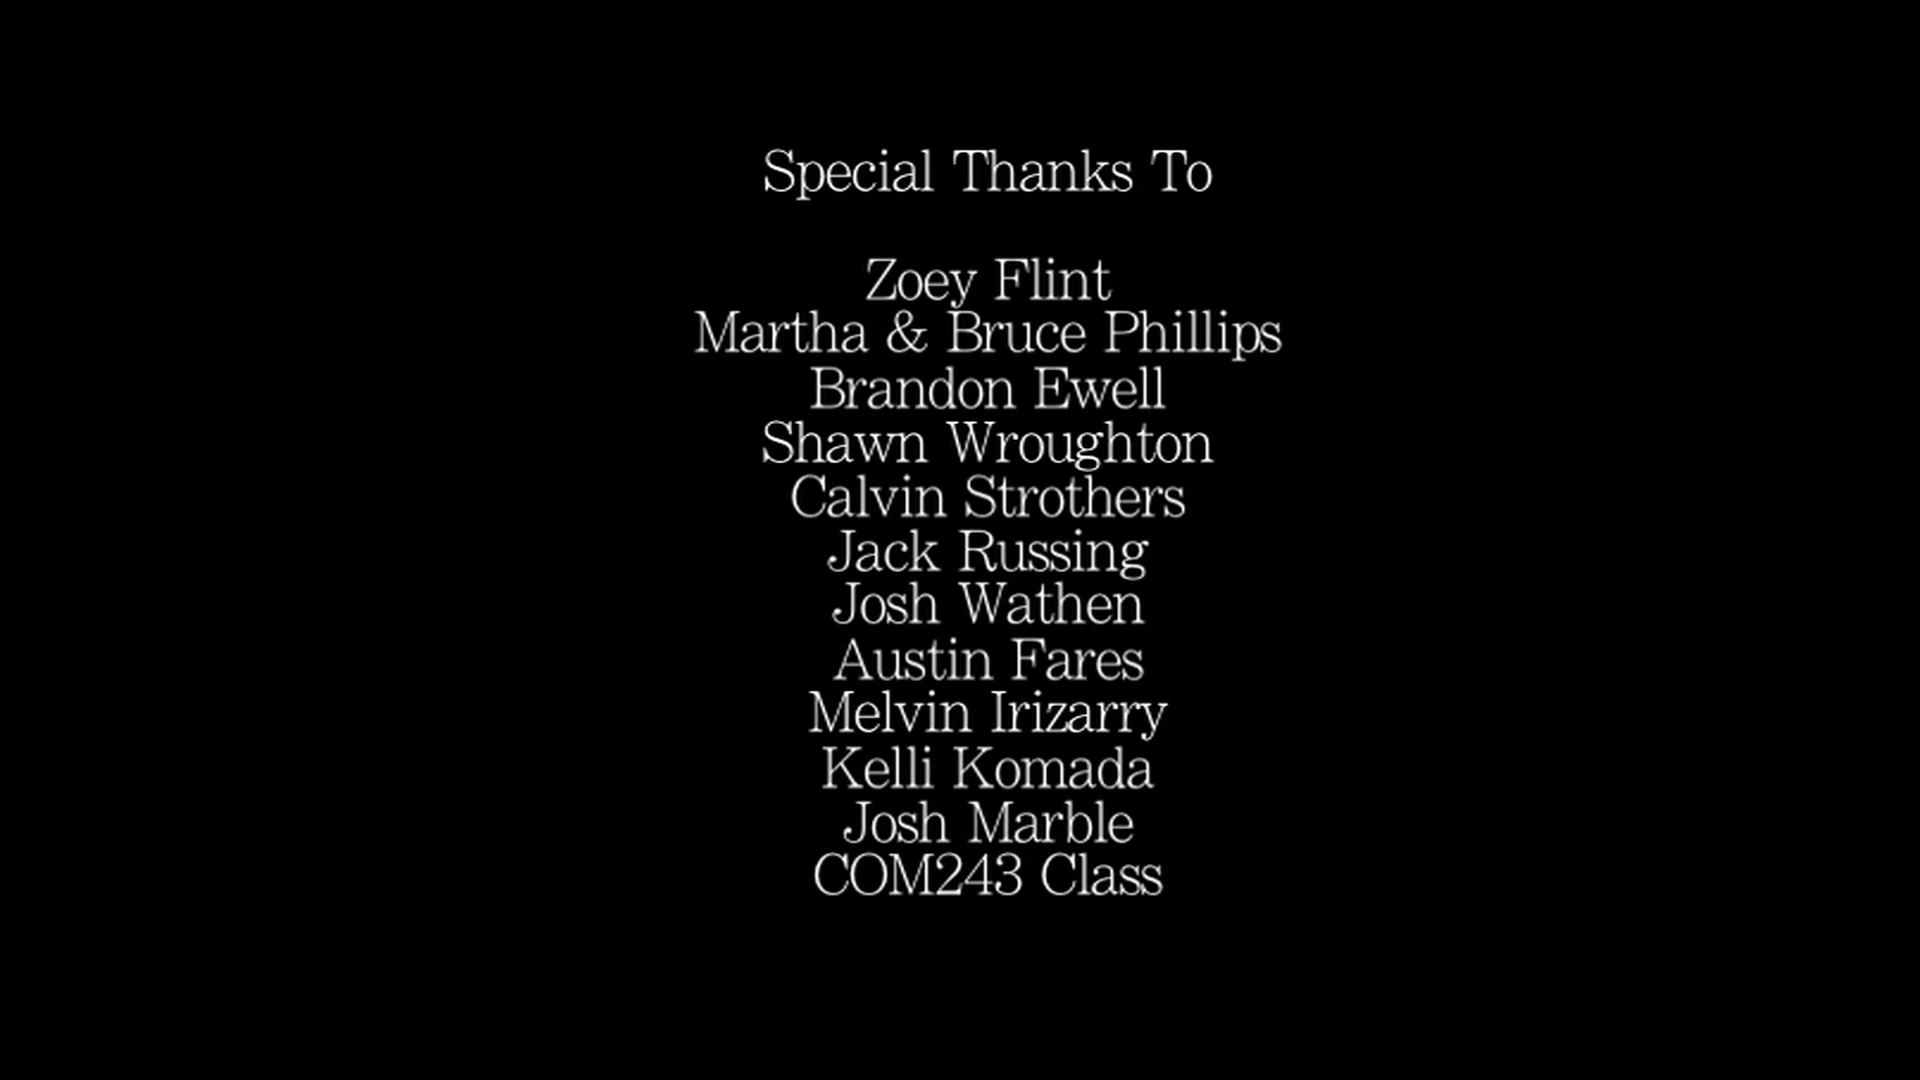 Special Thanks To
Zoey Flint
Martha & Bruce Phillips
Brandon Ewell
Shawn Wroughton
Calvin Strothers
Jack Russing
Josh Wathen
Austin Fares
Melvin Irizarry
Kelli Komada
Josh Marble
COM243 Class